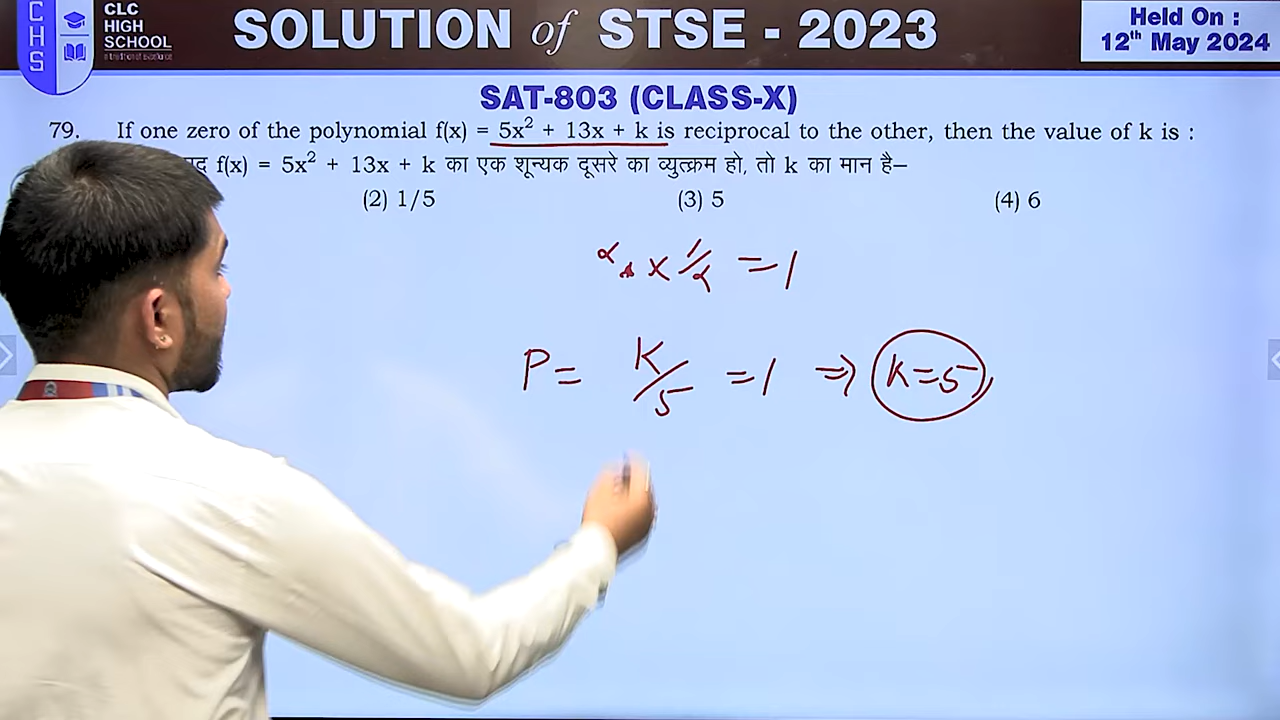 CHS
CLC
HIGH
SCHOOL
SOLUTION of STSE - 2023
Held On :
12th May 2024
SAT-803 (CLASS-X)
79. If one zero of the polynomial f(x) = 5x² + 13x + k is reciprocal to the other, then the value of k is :
f(x) = 5x² + 13x + k का एक शून्यक दूसरे का व्युत्क्रम हो, तो k का मान है–
(2) 1/5 (3) 5 (4) 6
α × 1/α = 1
P = K/5 = 1 ⇒ K=5